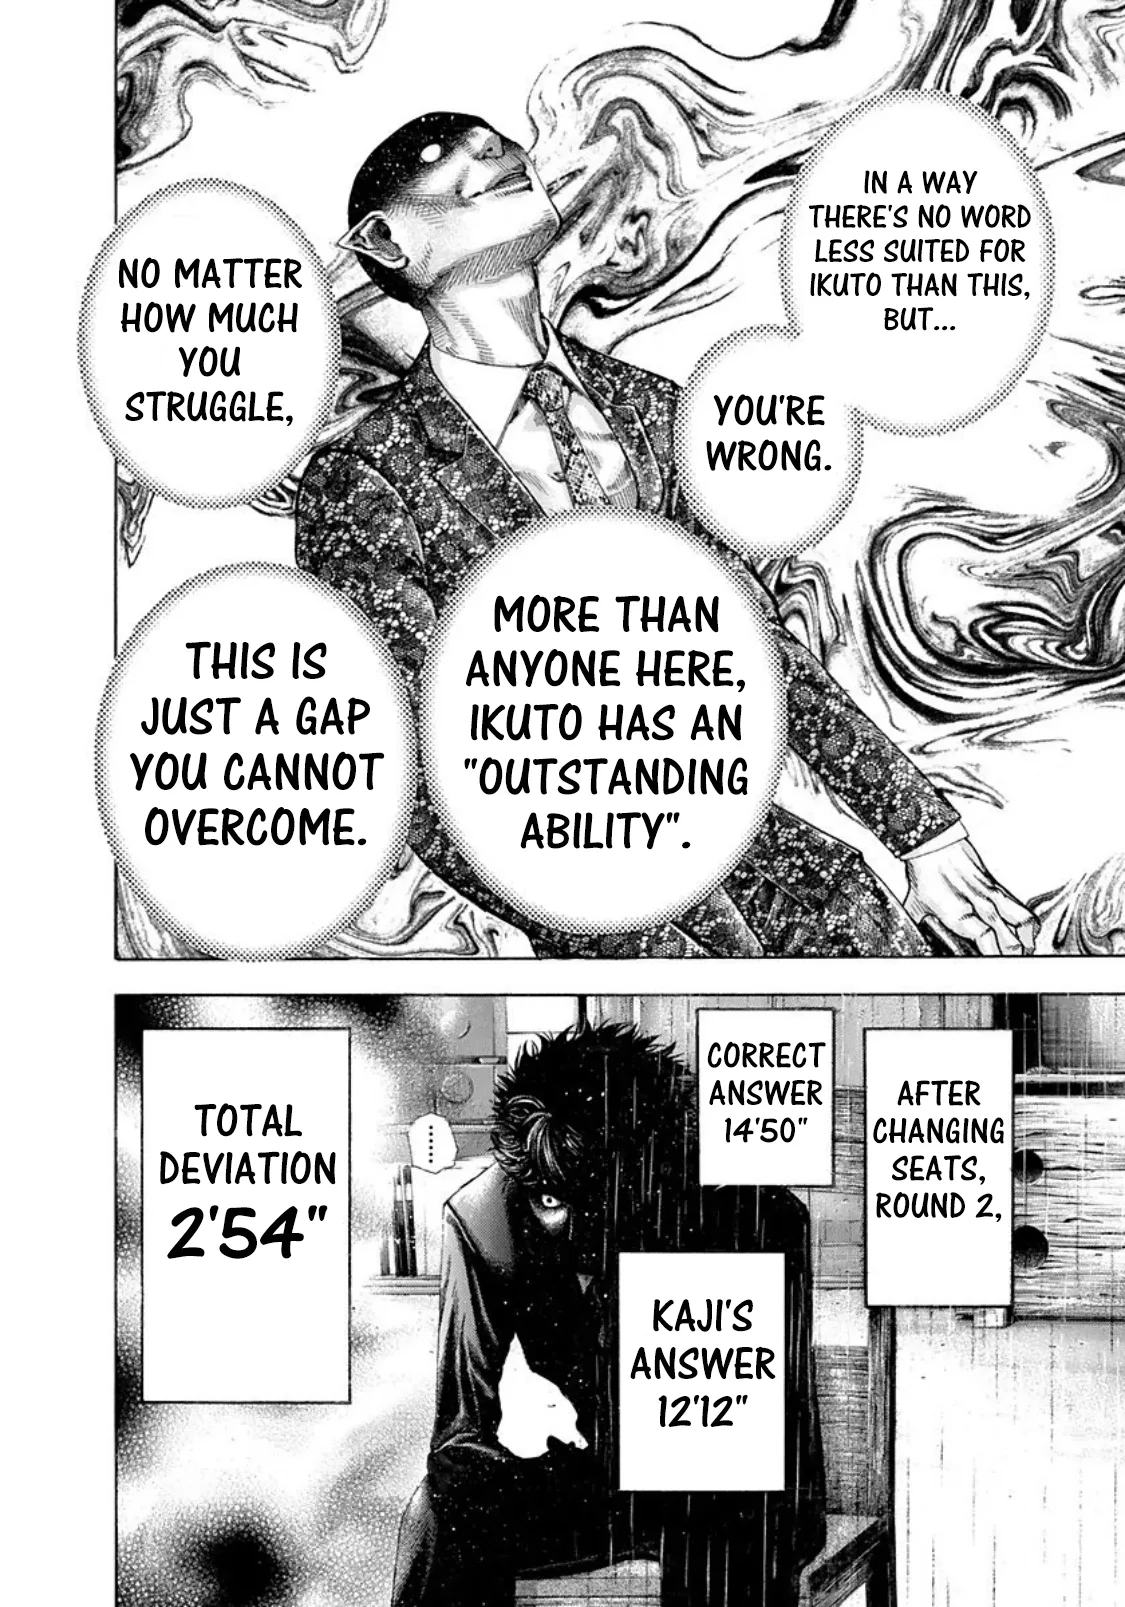 IN A WAY
THERE'S NO WORD
LESS SUITED FOR
IKUTO THAN THIS,
BUT...
YOU'RE
WRONG.
MORE THAN
ANYONE HERE,
IKUTO HAS AN
"OUTSTANDING
ABILITY".
NO MATTER
HOW MUCH
YOU
STRUGGLE,
THIS IS
JUST A GAP
YOU CANNOT
OVERCOME.
AFTER
CHANGING
SEATS,
ROUND 2,
CORRECT
ANSWER
14'50"
KAJI'S
ANSWER
12'12"
......
TOTAL
DEVIATION
2'54"